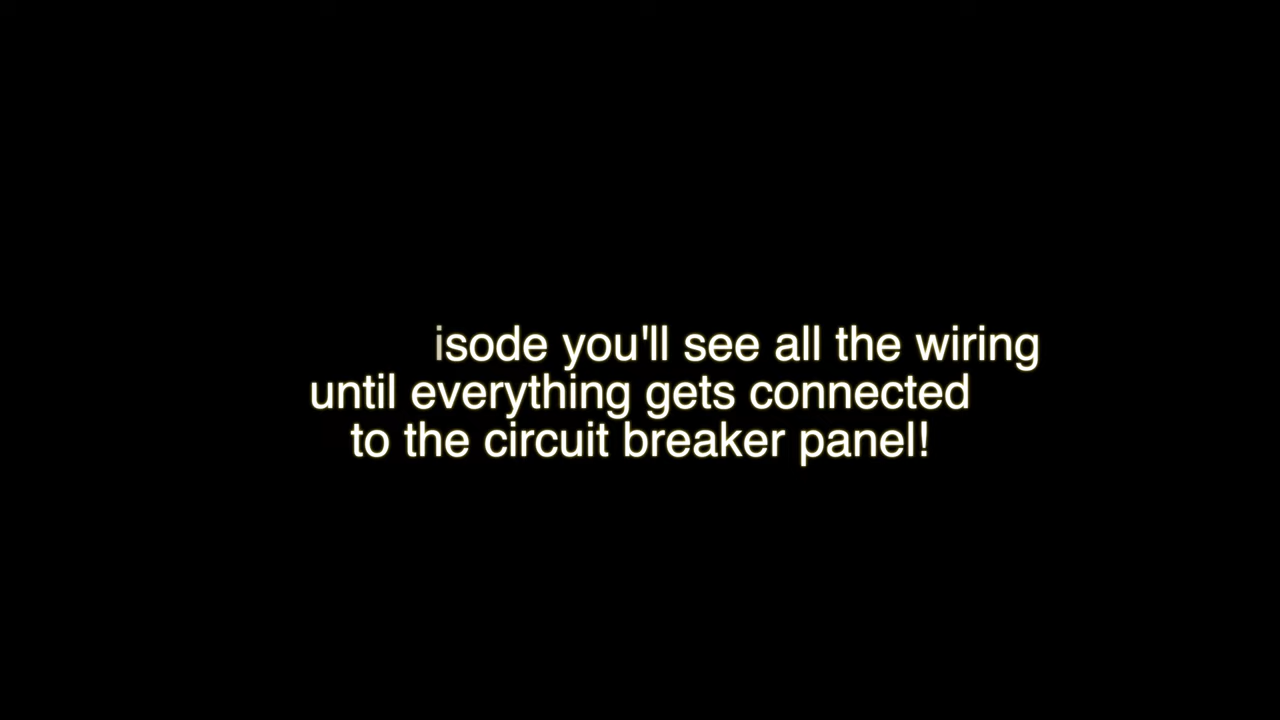 isode you'll see all the wiring
until everything gets connected
to the circuit breaker panel!